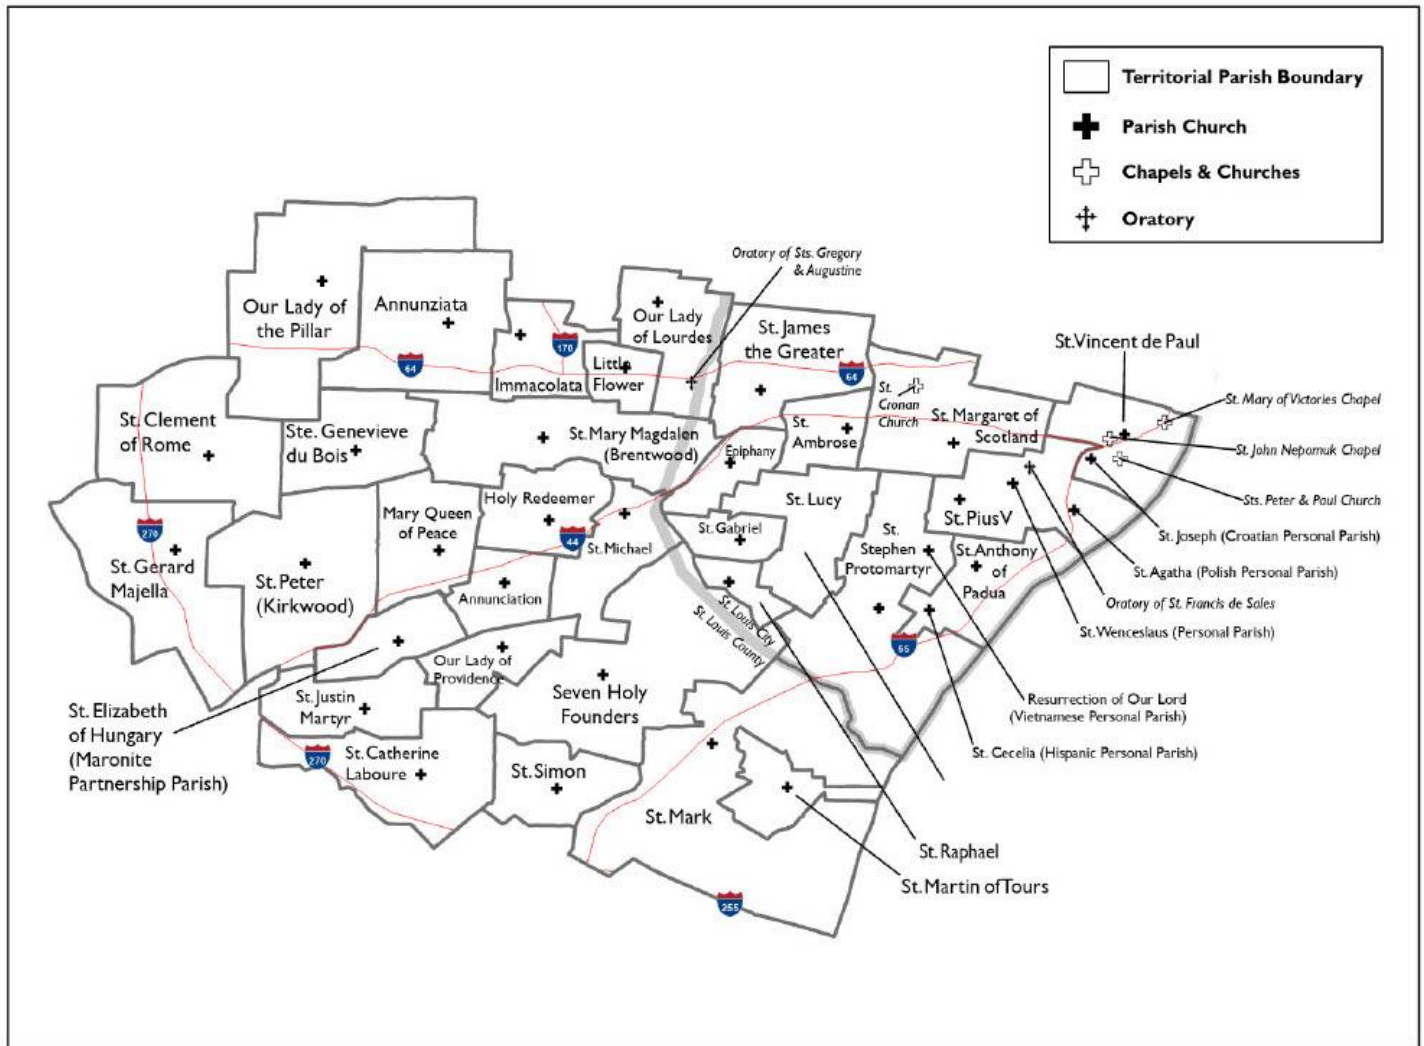 Territorial Parish Boundary
Parish Church
Chapels & Churches
Oratory
Oratory of Sts. Gregory
& Augustine
Our Lady of
the Pillar
Annunziata
Our Lady
of Lourdes
St. James
the Greater
64
170
64
Immacolata
Little
Flower
St. Vincent de Paul
St.
Cronan
Church
St. Mary of Victories Chapel
St. Clement
of Rome
Ste. Genevieve
du Bois
St. Mary Magdalen
(Brentwood)
Epiphany
St.
Ambrose
St. Margaret of
Scotland
St. John Nepomuk Chapel
Sts. Peter & Paul Church
Mary Queen
of Peace
Holy Redeemer
St. Lucy
St. Pius V
270
44
St. Michael
St. Gabriel
St.
Stephen
Protomartyr
St. Anthony
of
Padua
St. Joseph (Croatian Personal Parish)
St. Gerard
Majella
St. Peter
(Kirkwood)
Annunciation
St. Agatha (Polish Personal Parish)
St. Louis City
St. Louis County
Oratory of St. Francis de Sales
St. Wenceslaus (Personal Parish)
55
Our Lady of
Providence
Seven Holy
Founders
Resurrection of Our Lord
(Vietnamese Personal Parish)
St. Elizabeth
of Hungary
(Maronite
Partnership Parish)
St. Justin
Martyr
St. Cecelia (Hispanic Personal Parish)
270
St. Catherine
Laboure
St. Simon
St. Mark
St. Raphael
St. Martin of Tours
255